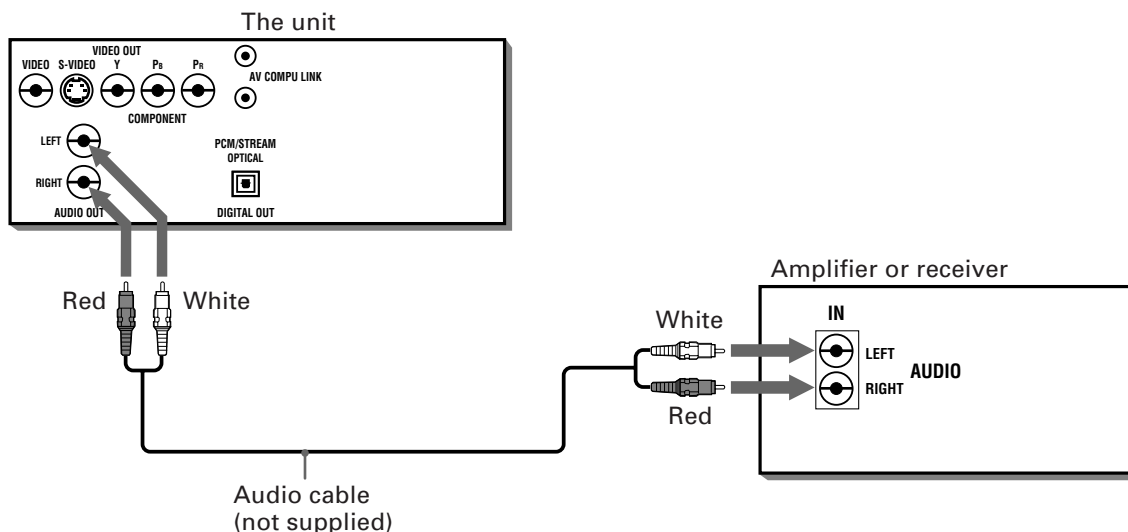 The unit
VIDEO OUT
VIDEO S-VIDEO Y PB PR
AV COMPU LINK
COMPONENT
LEFT
PCM/STREAM
OPTICAL
RIGHT
AUDIO OUT
DIGITAL OUT
Red
White
Amplifier or receiver
IN
White
LEFT
AUDIO
RIGHT
Red
Audio cable
(not supplied)